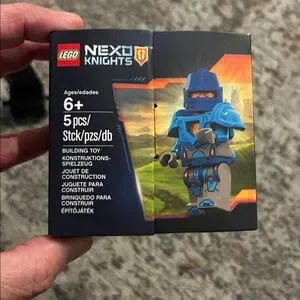 LEGO
NEXO
KNIGHTS
Ages/edades
6+
5 pcs/
Stck/pzs/db
BUILDING TOY
KONSTRUKTIONS-
SPIELZEUG
JOUET DE
CONSTRUCTION
JUGUETE PARA
CONSTRUIR
BRINQUEDO PARA
CONSTRUIR
ÉPÍTŐJÁTÉK